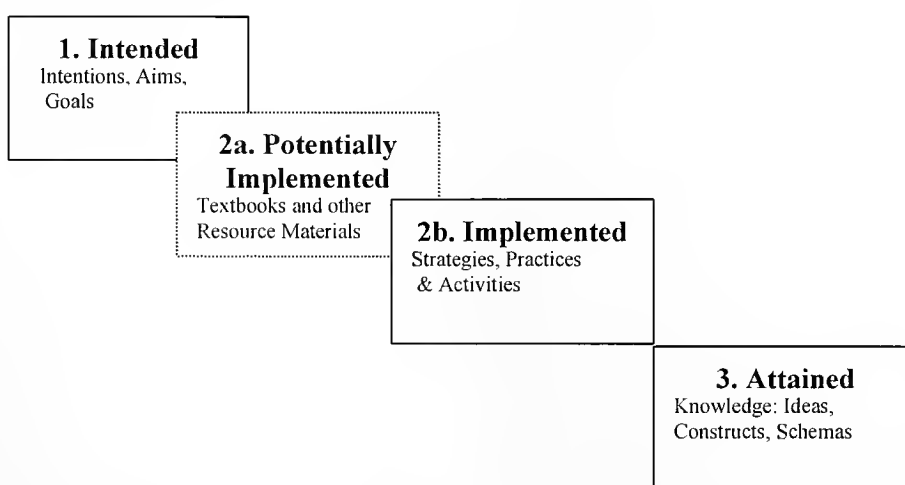 1. Intended
Intentions, Aims,
Goals
2a. Potentially
Implemented
Textbooks and other
Resource Materials
2b. Implemented
Strategies, Practices
& Activities
3. Attained
Knowledge: Ideas,
Constructs, Schemas